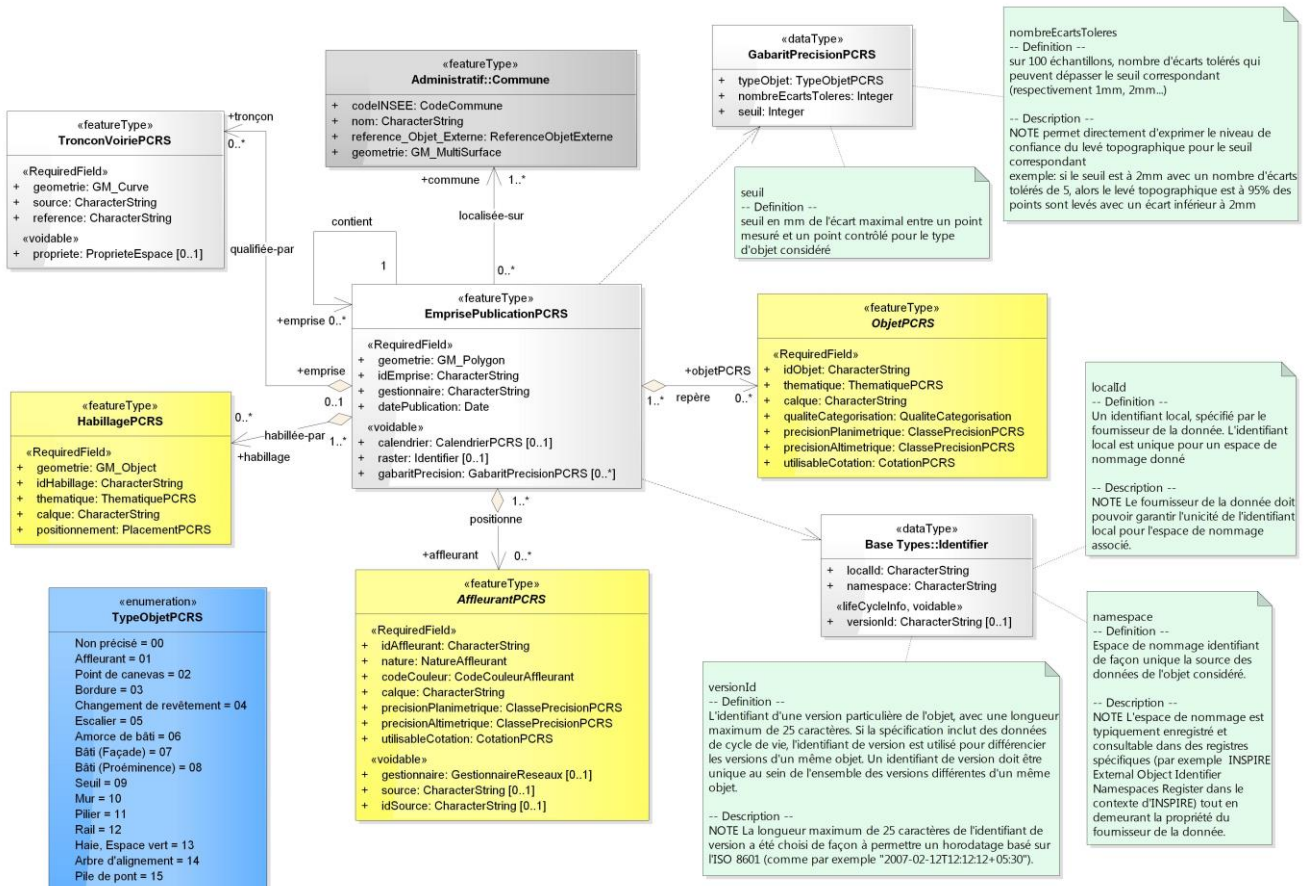 «featureType»
TronconVoiriePCRS
«RequiredField»
+ geometrie: GM_Curve
+ source: CharacterString
+ reference: CharacterString
«voidable»
+ propriete: ProprieteEspace [0..1]
+tronçon
0..*
qualifiée-par
«featureType»
Administratif::Commune
+ codeINSEE: CodeCommune
+ nom: CharacterString
+ reference_Objet_Externe: ReferenceObjetExterne
+ geometrie: GM_MultiSurface
+commune
1..*
localisée-sur
0..*
contient
1
+emprise 0..*
«dataType»
GabaritPrecisionPCRS
+ typeObjet: TypeObjetPCRS
+ nombreEcartsToleres: Integer
+ seuil: Integer
nombreEcartsToleres
-- Definition --
sur 100 échantillons, nombre d'écarts tolérés qui
peuvent dépasser le seuil correspondant
(respectivement 1mm, 2mm...)
-- Description --
NOTE permet directement d'exprimer le niveau de
confiance du levé topographique pour le seuil
correspondant
exemple: si le seuil est à 2mm avec un nombre d'écarts
tolérés de 5, alors le levé topographique est à 95% des
points sont levés avec un écart inférieur à 2mm
seuil
-- Definition --
seuil en mm de l'écart maximal entre un point
mesuré et un point contrôlé pour le type
d'objet considéré
«featureType»
EmprisePublicationPCRS
«RequiredField»
+ geometrie: GM_Polygon
+ idEmprise: CharacterString
+ gestionnaire: CharacterString
+ datePublication: Date
«voidable»
+ calendrier: CalendrierPCRS [0..1]
+ raster: Identifier [0..1]
+ gabaritPrecision: GabaritPrecisionPCRS [0..*]
+emprise
0..1
0..*
habillée-par
1..*
+habillage
+objetPCRS
1..*
repère
0..*
«featureType»
ObjetPCRS
«RequiredField»
+ idObjet: CharacterString
+ thematique: ThematiquePCRS
+ calque: CharacterString
+ qualiteCategorisation: QualiteCategorisation
+ precisionPlanimetrique: ClassePrecisionPCRS
+ precisionAltimetrique: ClassePrecisionPCRS
+ utilisableCotation: CotationPCRS
«featureType»
HabillagePCRS
«RequiredField»
+ geometrie: GM_Object
+ idHabillage: CharacterString
+ thematique: ThematiquePCRS
+ calque: CharacterString
+ positionnement: PlacementPCRS
1..*
positionne
+affleurant
0..*
«featureType»
AffleurantPCRS
«RequiredField»
+ idAffleurant: CharacterString
+ nature: NatureAffleurant
+ codeCouleur: CodeCouleurAffleurant
+ calque: CharacterString
+ precisionPlanimetrique: ClassePrecisionPCRS
+ precisionAltimetrique: ClassePrecisionPCRS
+ utilisableCotation: CotationPCRS
«voidable»
+ gestionnaire: GestionnaireReseaux [0..1]
+ source: CharacterString [0..1]
+ idSource: CharacterString [0..1]
«dataType»
Base Types::Identifier
+ localId: CharacterString
+ namespace: CharacterString
«lifeCycleInfo, voidable»
+ versionId: CharacterString [0..1]
localId
-- Definition --
Un identifiant local, spécifié par le
fournisseur de la donnée. L'identifiant
local est unique pour un espace de
nommage donné
-- Description --
NOTE Le fournisseur de la donnée doit
pouvoir garantir l'unicité de l'identifiant
local pour l'espace de nommage
associé.
namespace
-- Definition --
Espace de nommage identifiant
de façon unique la source des
données de l'objet considéré.
-- Description --
NOTE L'espace de nommage est
typiquement enregistré et
consultable dans des registres
spécifiques (par exemple INSPIRE
External Object Identifier
Namespaces Register dans le
contexte d'INSPIRE) tout en
demeurant la propriété du
fournisseur de la donnée.
versionId
-- Definition --
L'identifiant d'une version particulière de l'objet, avec une longueur
maximum de 25 caractères. Si la spécification inclut des données
de cycle de vie, l'identifiant de version est utilisé pour différencier
les versions d'un même objet. Un identifiant de version doit être
unique au sein de l'ensemble des versions différentes d'un même
objet.
-- Description --
NOTE La longueur maximum de 25 caractères de l'identifiant de
version a été choisi de façon à permettre un horodatage basé sur
l'ISO 8601 (comme par exemple "2007-02-12T12:12:12+05:30").
«enumeration»
TypeObjetPCRS
Non précisé = 00
Affleurant = 01
Point de canevas = 02
Bordure = 03
Changement de revêtement = 04
Escalier = 05
Amorce de bâti = 06
Bâti (Façade) = 07
Bâti (Proéminence) = 08
Seuil = 09
Mur = 10
Pilier = 11
Rail = 12
Haie, Espace vert = 13
Arbre d'alignement = 14
Pile de pont = 15